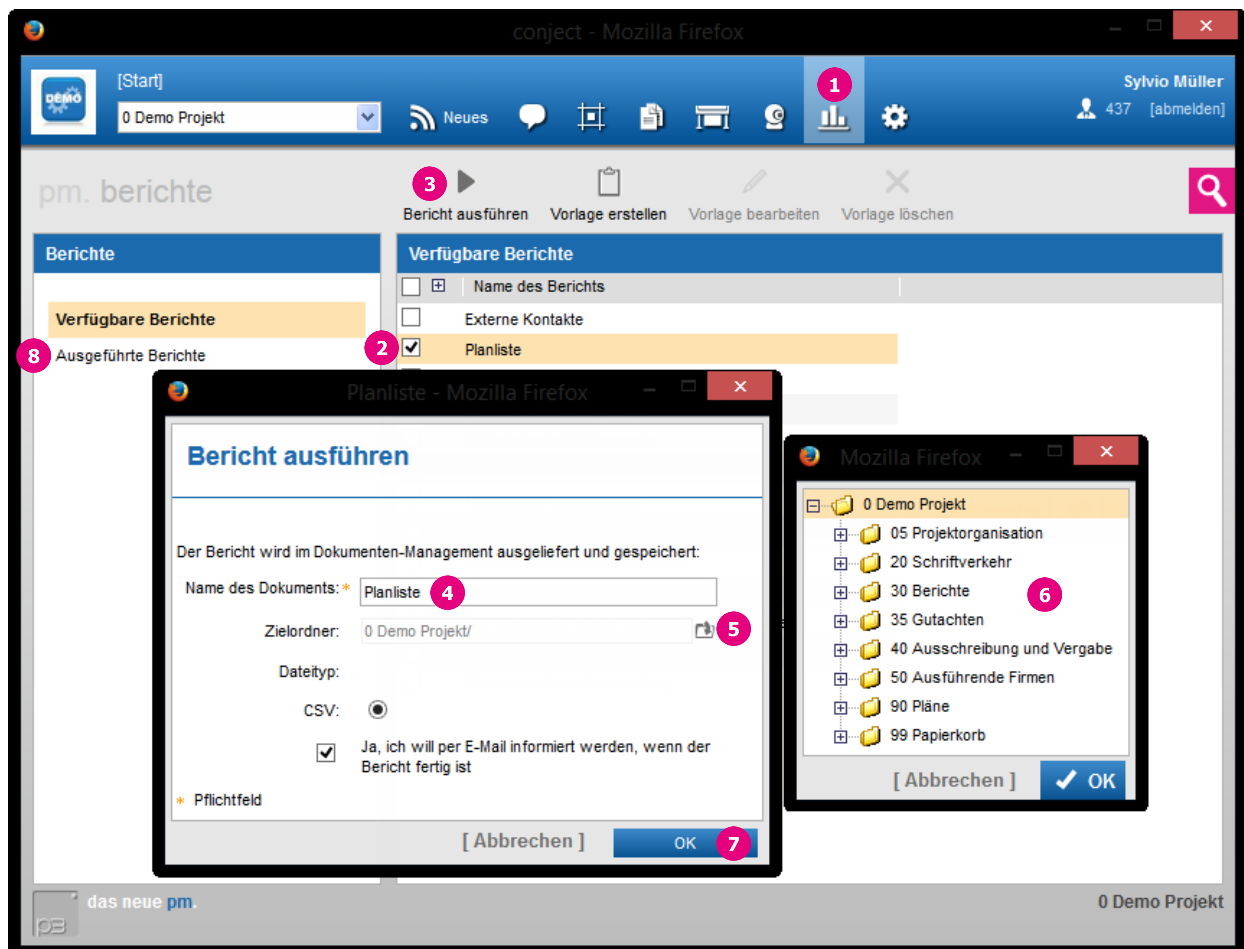 conject - Mozilla Firefox
DEMO
[Start]
0 Demo Projekt
Neues
1
Sylvio Müller
437 [abmelden]
pm. berichte
3
Bericht ausführen
Vorlage erstellen
Vorlage bearbeiten
Vorlage löschen
Berichte
Verfügbare Berichte
8 Ausgeführte Berichte
Verfügbare Berichte
Name des Berichts
Externe Kontakte
2 Planliste
Planliste - Mozilla Firefox
Bericht ausführen
Der Bericht wird im Dokumenten-Management ausgeliefert und gespeichert:
Name des Dokuments:* Planliste 4
Zielordner: 0 Demo Projekt/ 5
Dateityp:
CSV:
Ja, ich will per E-Mail informiert werden, wenn der
Bericht fertig ist
* Pflichtfeld
[ Abbrechen ] OK 7
Mozilla Firefox
0 Demo Projekt
05 Projektorganisation
20 Schriftverkehr
30 Berichte 6
35 Gutachten
40 Ausschreibung und Vergabe
50 Ausführende Firmen
90 Pläne
99 Papierkorb
[ Abbrechen ] OK
das neue pm.
0 Demo Projekt